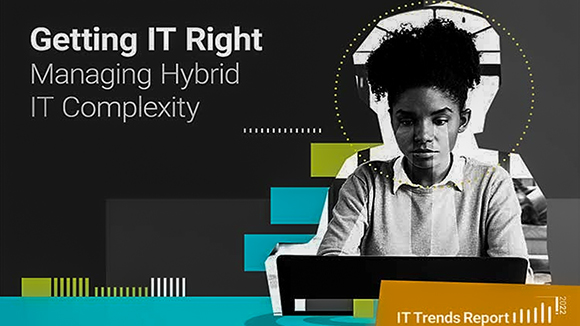 Getting IT Right
Managing Hybrid
IT Complexity
IT Trends Report
2022